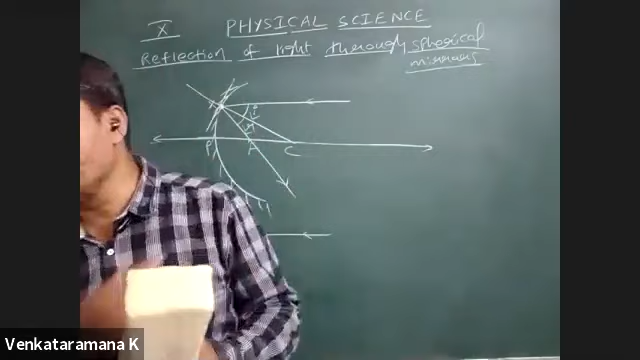 X PHYSICAL SCIENCE
Reflection of light through spherical
mirrors
i
r
P A C
Venkataramana K